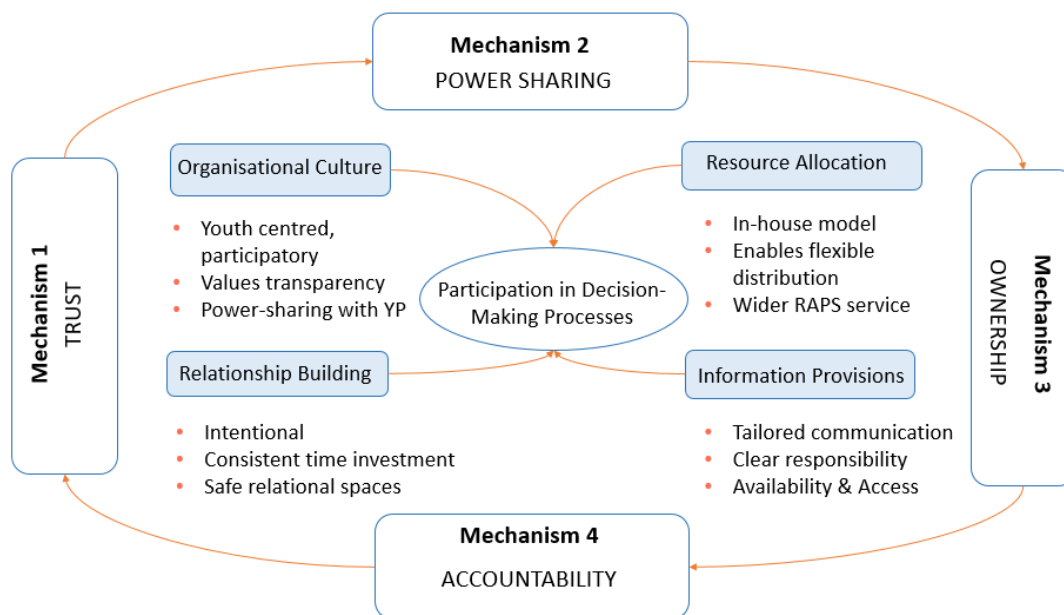 Mechanism 2
POWER SHARING
Mechanism 1
TRUST
Organisational Culture
• Youth centred,
participatory
• Values transparency
• Power-sharing with YP
Resource Allocation
• In-house model
• Enables flexible
distribution
• Wider RAPS service
Participation in Decision-
Making Processes
Relationship Building
• Intentional
• Consistent time investment
• Safe relational spaces
Information Provisions
• Tailored communication
• Clear responsibility
• Availability & Access
Mechanism 3
OWNERSHIP
Mechanism 4
ACCOUNTABILITY